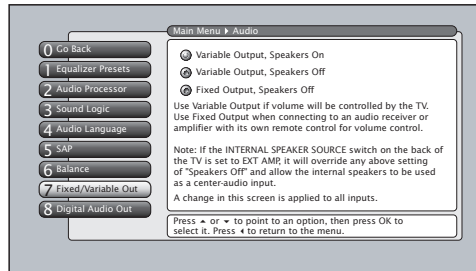 Main Menu ▸ Audio
0 Go Back
1 Equalizer Presets
2 Audio Processor
3 Sound Logic
4 Audio Language
5 SAP
6 Balance
7 Fixed/Variable Out
8 Digital Audio Out
Variable Output, Speakers On
Variable Output, Speakers Off
Fixed Output, Speakers Off
Use Variable Output if volume will be controlled by the TV.
Use Fixed Output when connecting to an audio receiver or
amplifier with its own remote control for volume control.
Note: If the INTERNAL SPEAKER SOURCE switch on the back of
the TV is set to EXT AMP, it will override any above setting
of "Speakers Off" and allow the internal speakers to be used
as a center-audio input.
A change in this screen is applied to all inputs.
Press ▴ or ▾ to point to an option, then press OK to
select it. Press ◂ to return to the menu.